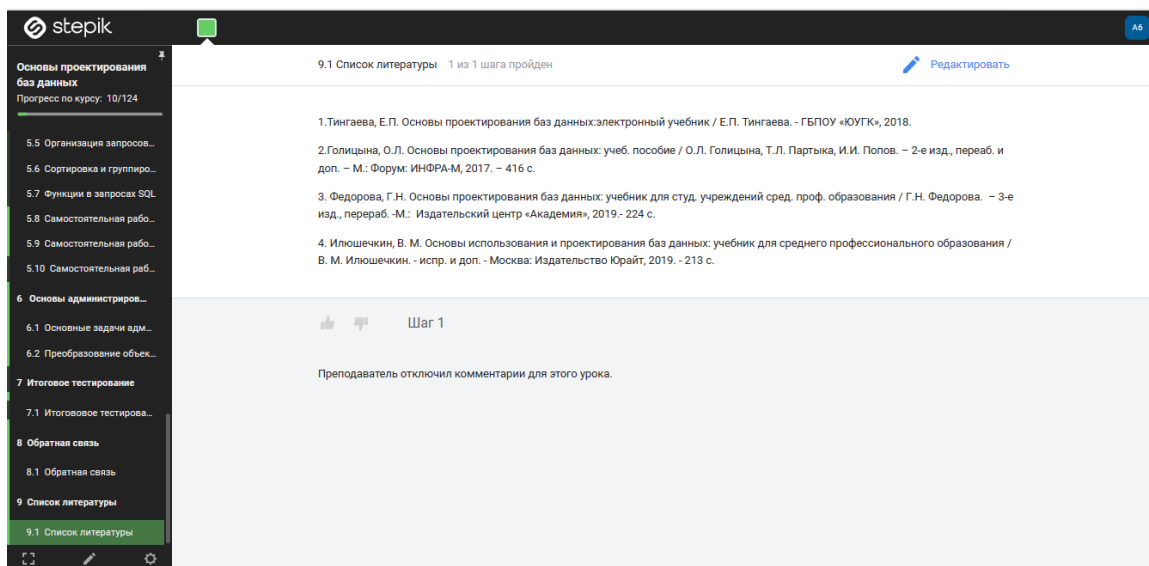 stepik
A6
Основы проектирования
баз данных
Прогресс по курсу: 10/124
5.5 Организация запросов...
5.6 Сортировка и группиро...
5.7 Функции в запросах SQL
5.8 Самостоятельная рабо...
5.9 Самостоятельная рабо...
5.10 Самостоятельная раб...
6 Основы администриров...
6.1 Основные задачи адм...
6.2 Преобразование объек...
7 Итоговое тестирование
7.1 Итогововое тестирова...
8 Обратная связь
8.1 Обратная связь
9 Список литературы
9.1 Список литературы
9.1 Список литературы 1 из 1 шага пройден
Редактировать
1.Тингаева, Е.П. Основы проектирования баз данных:электронный учебник / Е.П. Тингаева. - ГБПОУ «ЮУГК», 2018.
2.Голицына, О.Л. Основы проектирования баз данных: учеб. пособие / О.Л. Голицына, Т.Л. Партыка, И.И. Попов. – 2-е изд., переаб. и
доп. – М.: Форум: ИНФРА-М, 2017. – 416 с.
3. Федорова, Г.Н. Основы проектирования баз данных: учебник для студ. учреждений сред. проф. образования / Г.Н. Федорова. – 3-е
изд., перераб. -М.: Издательский центр «Академия», 2019.- 224 с.
4. Илюшечкин, В. М. Основы использования и проектирования баз данных: учебник для среднего профессионального образования /
В. М. Илюшечкин. - испр. и доп. - Москва: Издательство Юрайт, 2019. - 213 с.
Шаг 1
Преподаватель отключил комментарии для этого урока.